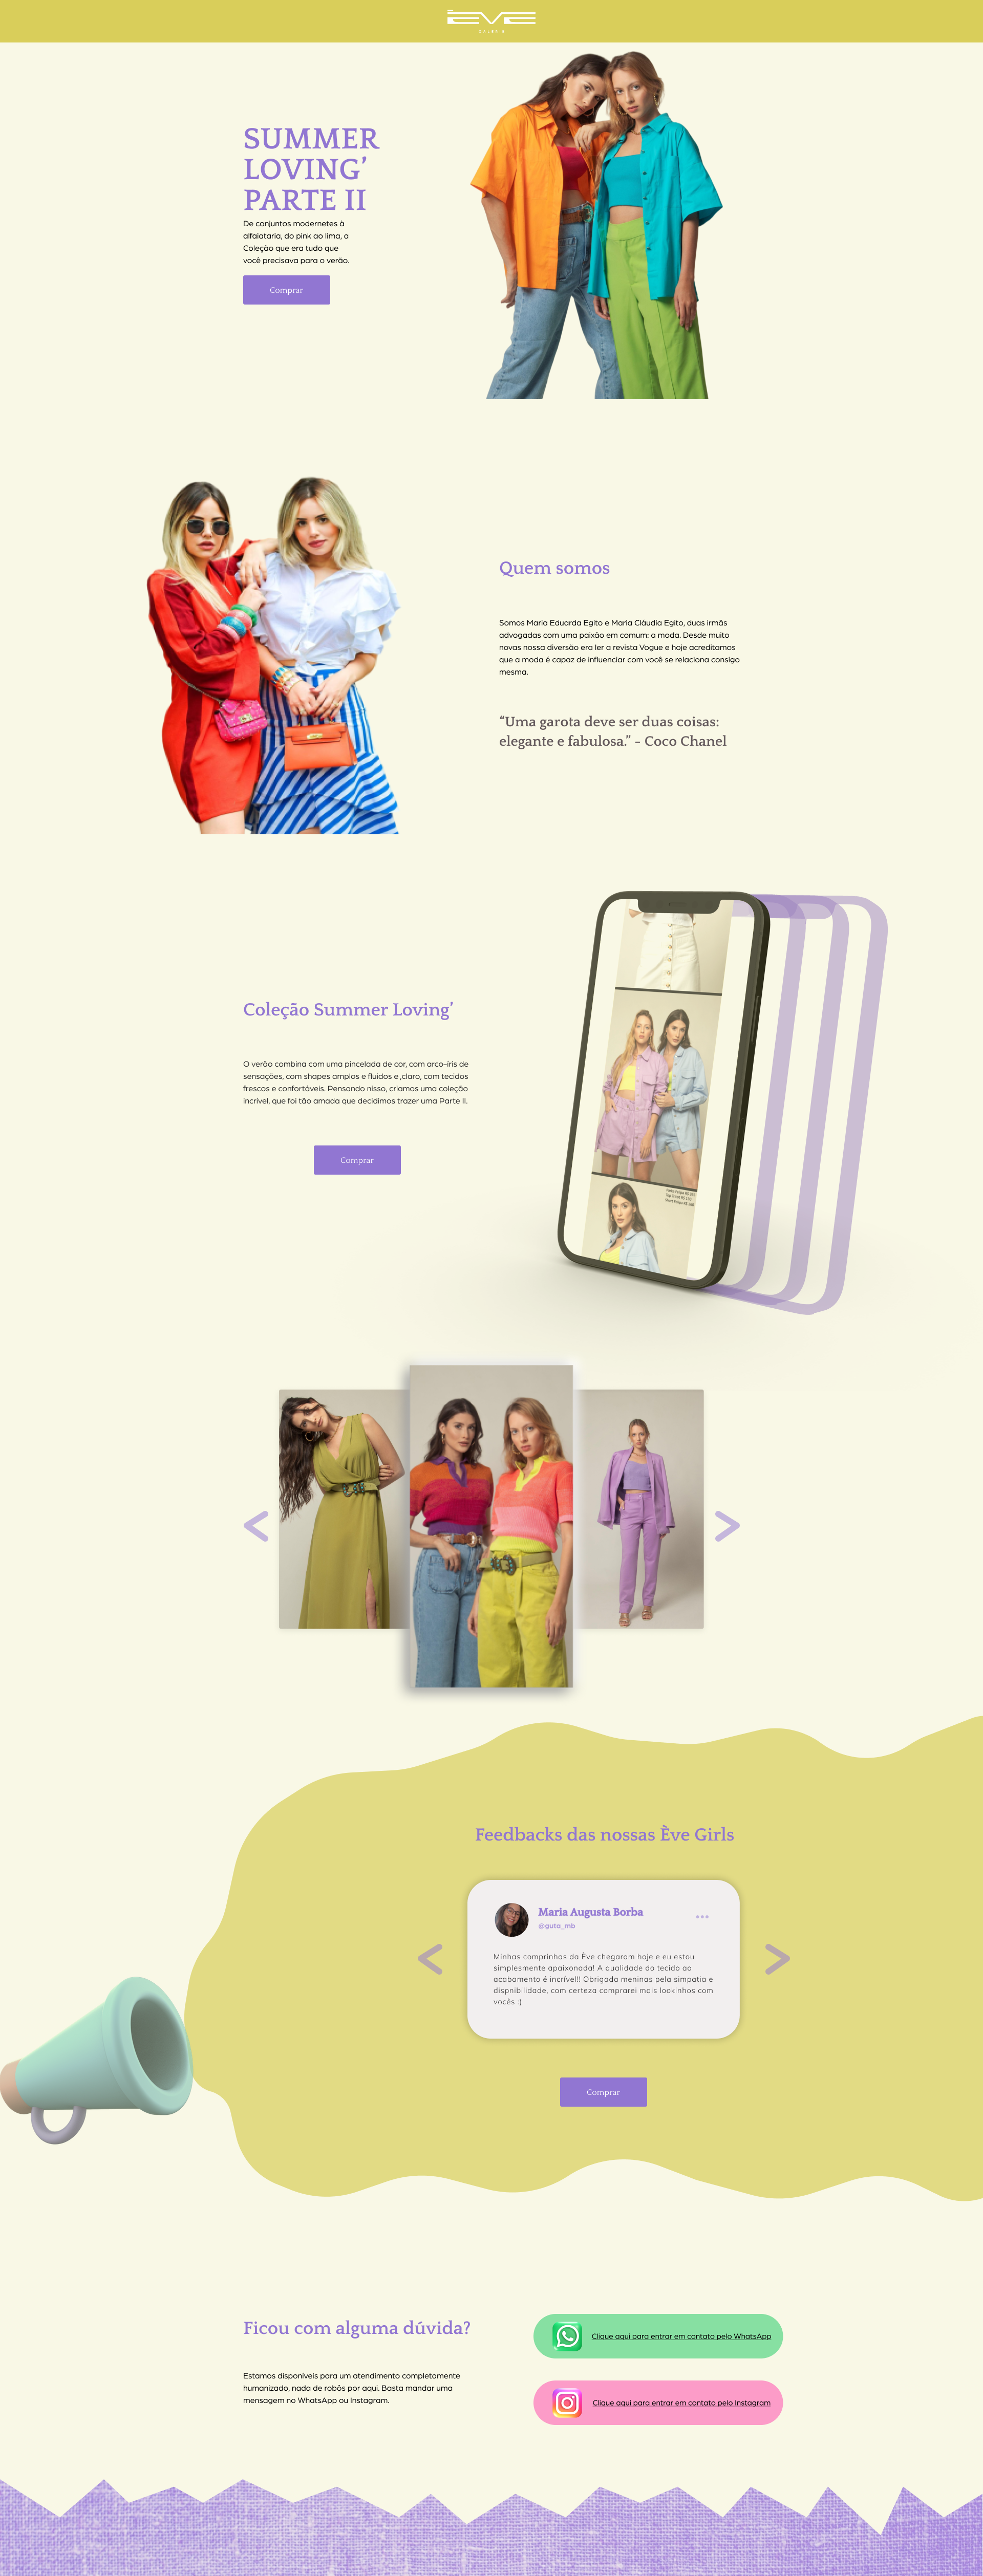 ÈVE
GALERIE
SUMMER
LOVING’
PARTE II
De conjuntos modernetes à
alfaiataria, do pink ao lima, a
Coleção que era tudo que
você precisava para o verão.
Comprar
Quem somos
Somos Maria Eduarda Egito e Maria Cláudia Egito, duas irmãs
advogadas com uma paixão em comum: a moda. Desde muito
novas nossa diversão era ler a revista Vogue e hoje acreditamos
que a moda é capaz de influenciar com você se relaciona consigo
mesma.
“Uma garota deve ser duas coisas:
elegante e fabulosa.” - Coco Chanel
Coleção Summer Loving’
O verão combina com uma pincelada de cor, com arco-íris de
sensações, com shapes amplos e fluidos e ,claro, com tecidos
frescos e confortáveis. Pensando nisso, criamos uma coleção
incrível, que foi tão amada que decidimos trazer uma Parte II.
Comprar
Feedbacks das nossas Ève Girls
Maria Augusta Borba
@guta_mb
Minhas comprinhas da Ève chegaram hoje e eu estou
simplesmente apaixonada! A qualidade do tecido ao
acabamento é incrível!! Obrigada meninas pela simpatia e
dispnibilidade, com certeza comprarei mais lookinhos com
vocês :)
Comprar
Ficou com alguma dúvida?
Estamos disponíveis para um atendimento completamente
humanizado, nada de robôs por aqui. Basta mandar uma
mensagem no WhatsApp ou Instagram.
Clique aqui para entrar em contato pelo WhatsApp
Clique aqui para entrar em contato pelo Instagram